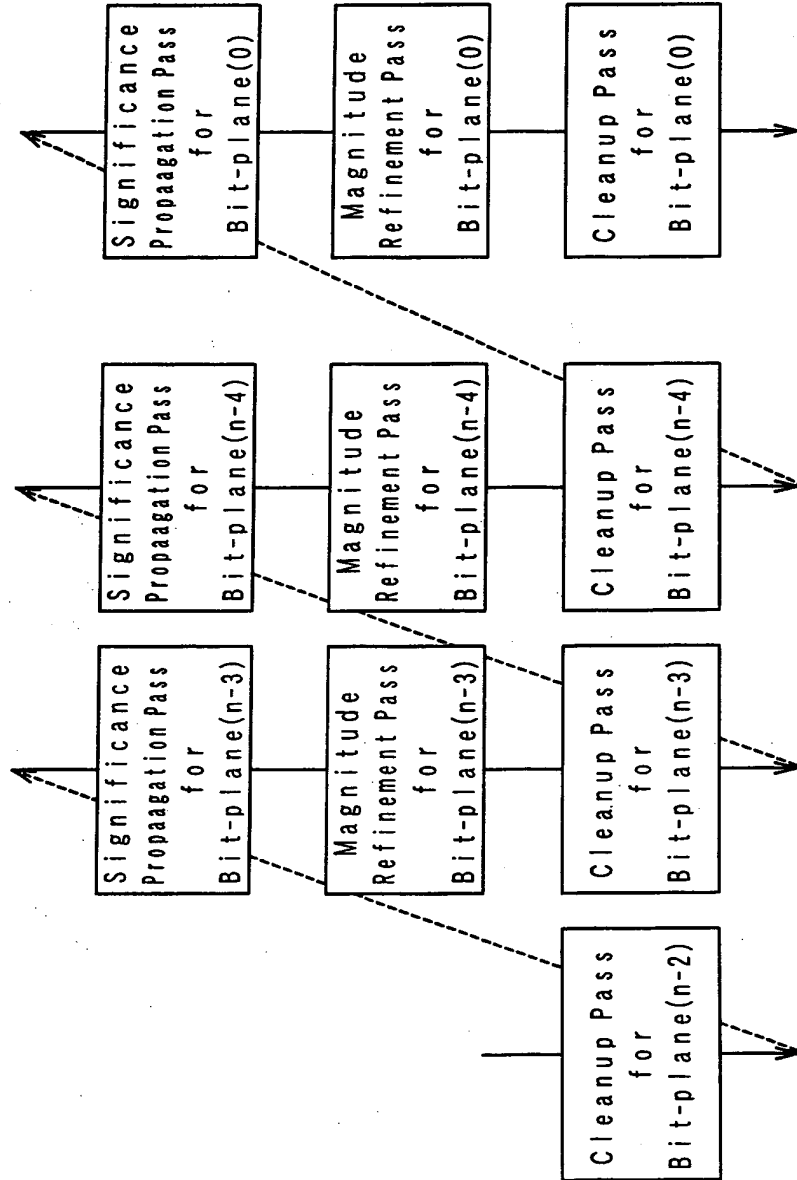 Significance
Propaagation Pass
for
Bit-plane(n-3)
Significance
Propaagation Pass
for
Bit-plane(n-4)
Significance
Propaagation Pass
for
Bit-plane(0)
Magnitude
Refinement Pass
for
Bit-plane(n-3)
Magnitude
Refinement Pass
for
Bit-plane(n-4)
Magnitude
Refinement Pass
for
Bit-plane(0)
Cleanup Pass
for
Bit-plane(n-2)
Cleanup Pass
for
Bit-plane(n-3)
Cleanup Pass
for
Bit-plane(n-4)
Cleanup Pass
for
Bit-plane(0)